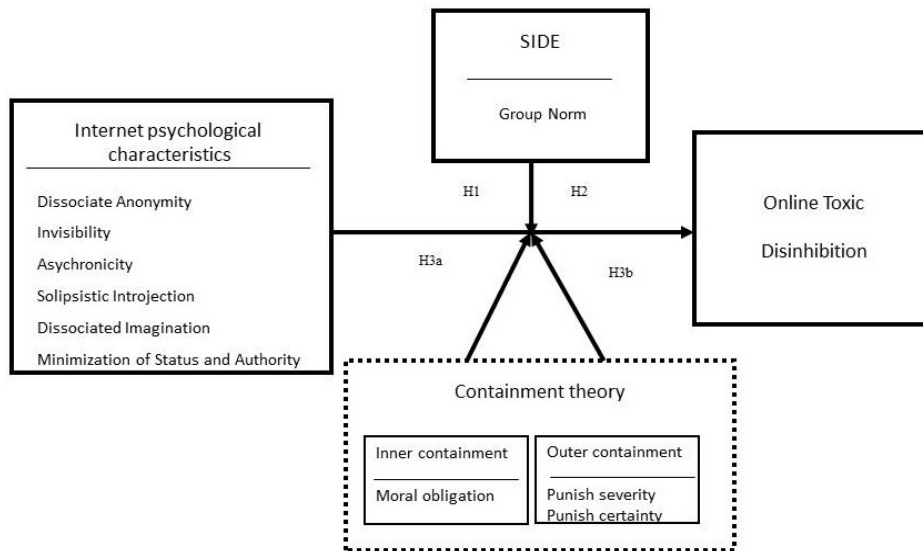 SIDE
Group Norm
Internet psychological
characteristics
Dissociate Anonymity
Invisibility
Asychronicity
Solipsistic Introjection
Dissociated Imagination
Minimization of Status and Authority
H1
H2
H3a
H3b
Online Toxic
Disinhibition
Containment theory
Inner containment
Moral obligation
Outer containment
Punish severity
Punish certainty